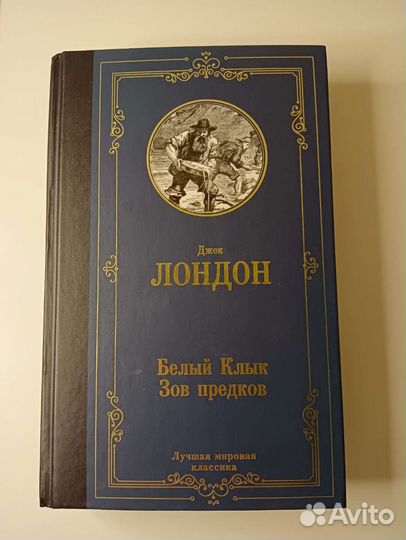 Джек
ЛОНДОН
Белый Клык
Зов предков
Лучшая мировая
классика
Avito